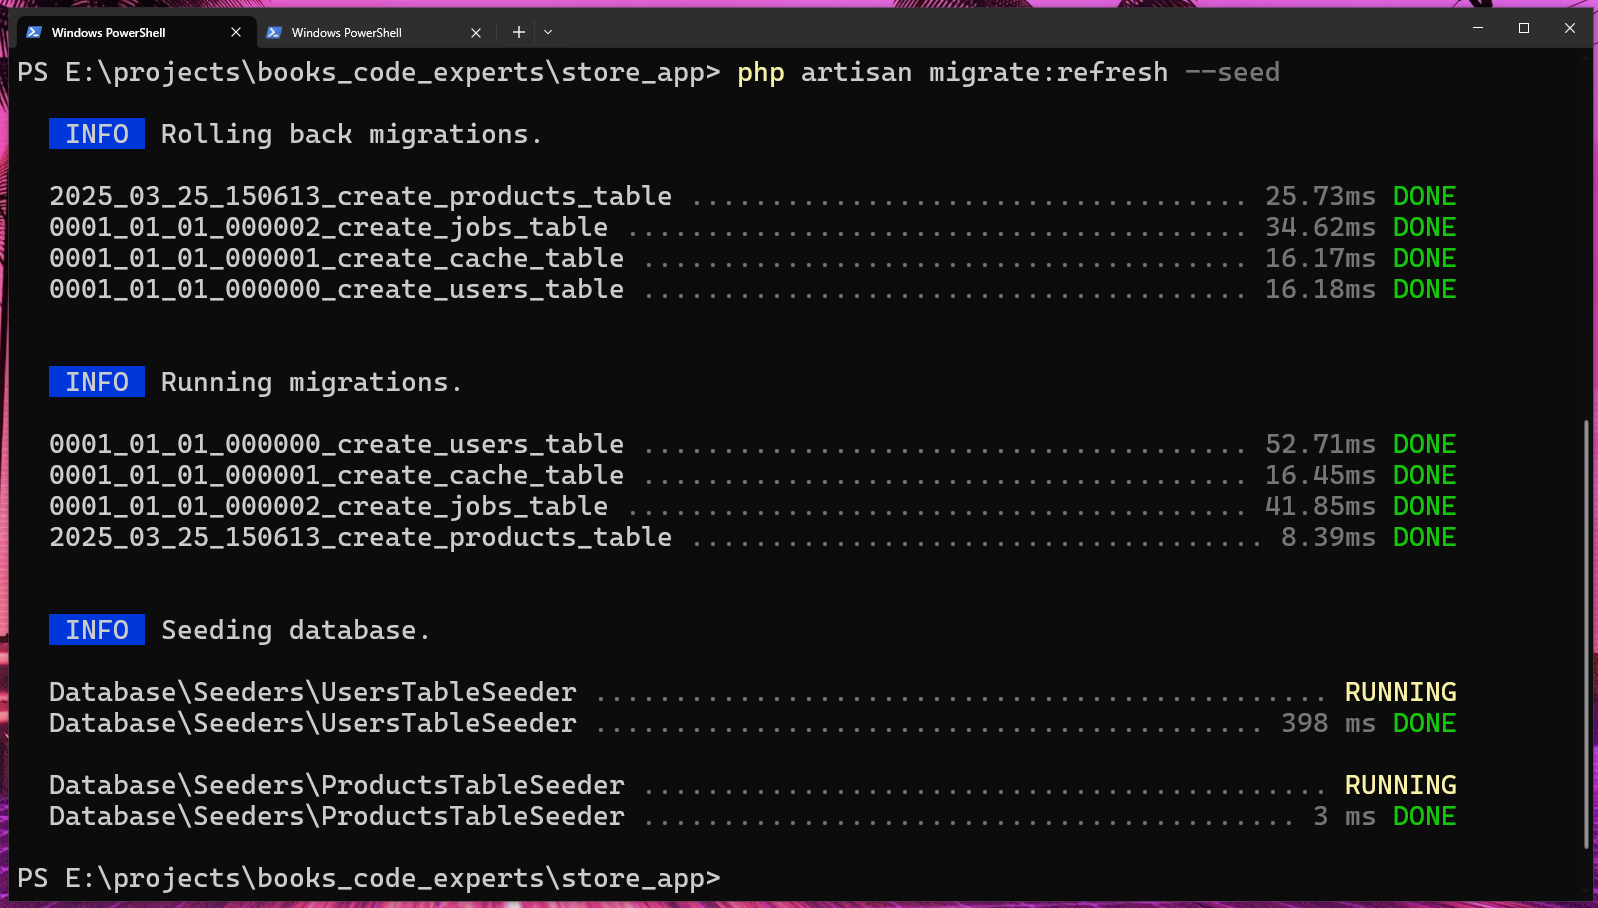 Windows PowerShell Windows PowerShell
PS E:\projects\books_code_experts\store_app> php artisan migrate:refresh --seed
INFO Rolling back migrations.
2025_03_25_150613_create_products_table ................................... 25.73ms DONE
0001_01_01_000002_create_jobs_table ....................................... 34.62ms DONE
0001_01_01_000001_create_cache_table ...................................... 16.17ms DONE
0001_01_01_000000_create_users_table ...................................... 16.18ms DONE
INFO Running migrations.
0001_01_01_000000_create_users_table ...................................... 52.71ms DONE
0001_01_01_000001_create_cache_table ...................................... 16.45ms DONE
0001_01_01_000002_create_jobs_table ....................................... 41.85ms DONE
2025_03_25_150613_create_products_table .................................... 8.39ms DONE
INFO Seeding database.
Database\Seeders\UsersTableSeeder .............................................. RUNNING
Database\Seeders\UsersTableSeeder .......................................... 398 ms DONE
Database\Seeders\ProductsTableSeeder ........................................... RUNNING
Database\Seeders\ProductsTableSeeder ......................................... 3 ms DONE
PS E:\projects\books_code_experts\store_app>